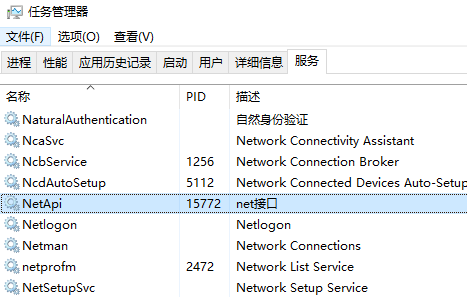 任务管理器
文件(F) 选项(O) 查看(V)
进程 性能 应用历史记录 启动 用户 详细信息 服务
名称 PID 描述
NaturalAuthentication 自然身份验证
NcaSvc Network Connectivity Assistant
NcbService 1256 Network Connection Broker
NcdAutoSetup 5112 Network Connected Devices Auto-Setup
NetApi 15772 net接口
Netlogon Netlogon
Netman Network Connections
netprofm 2472 Network List Service
NetSetupSvc Network Setup Service